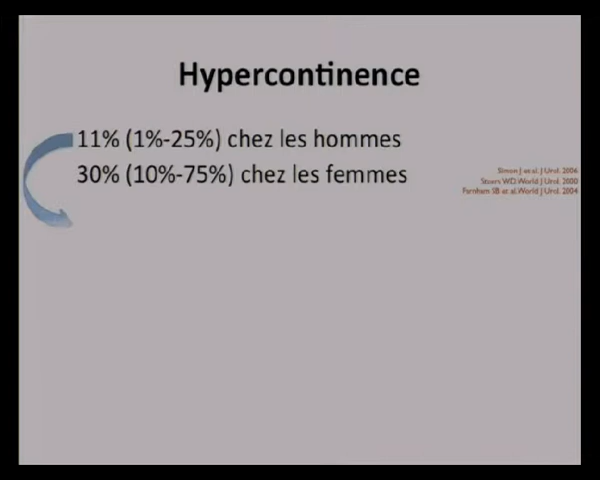 Hypercontinence
11% (1%-25%) chez les hommes
30% (10%-75%) chez les femmes
Simon J et al. J Urol. 2006
Steers WD. World J Urol. 2000
Farnham SB et al. World J Urol. 2004